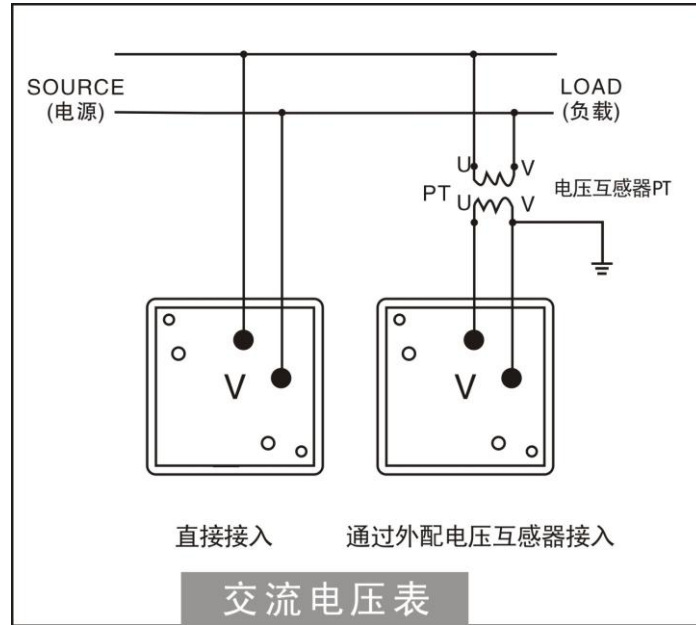 SOURCE
(电源)
LOAD
(负载)
U V
PT
电压互感器PT
U V
V
V
直接接入
通过外配电压互感器接入
交流电压表